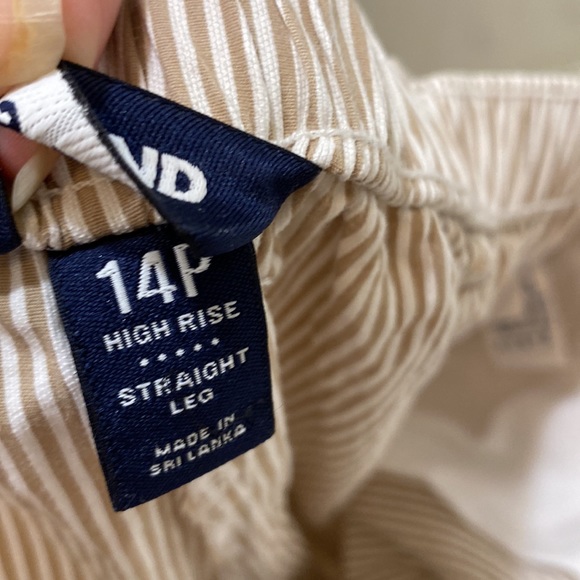 ND
14P
HIGH RISE
STRAIGHT
LEG
MADE IN
SRI LANKA